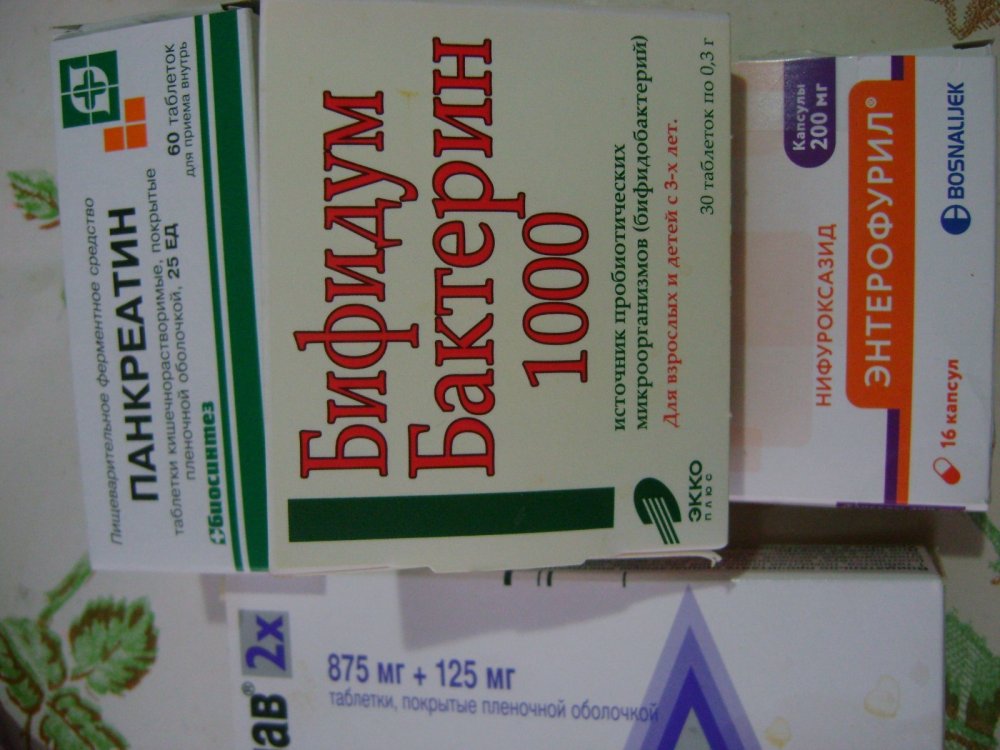 Пищеварительное ферментное средство
ПАНКРЕАТИН
таблетки кишечнорастворимые, покрытые
пленочной оболочкой, 25 ЕД
60 таблеток
для приема внутрь
Биосинтез
Бифидум
Бактерин
1000
источник пробиотических
микроорганизмов (бифидобактерий)
Для взрослых и детей с 3-х лет.
30 таблеток по 0,3 г
ЭККО
ПЛЮС
Капсулы
200 мг
НИФУРОКСАЗИД
ЭНТЕРОФУРИЛ®
16 капсул
BOSNALIJEK
лав® 2x
875 мг + 125 мг
таблетки, покрытые пленочной оболочкой